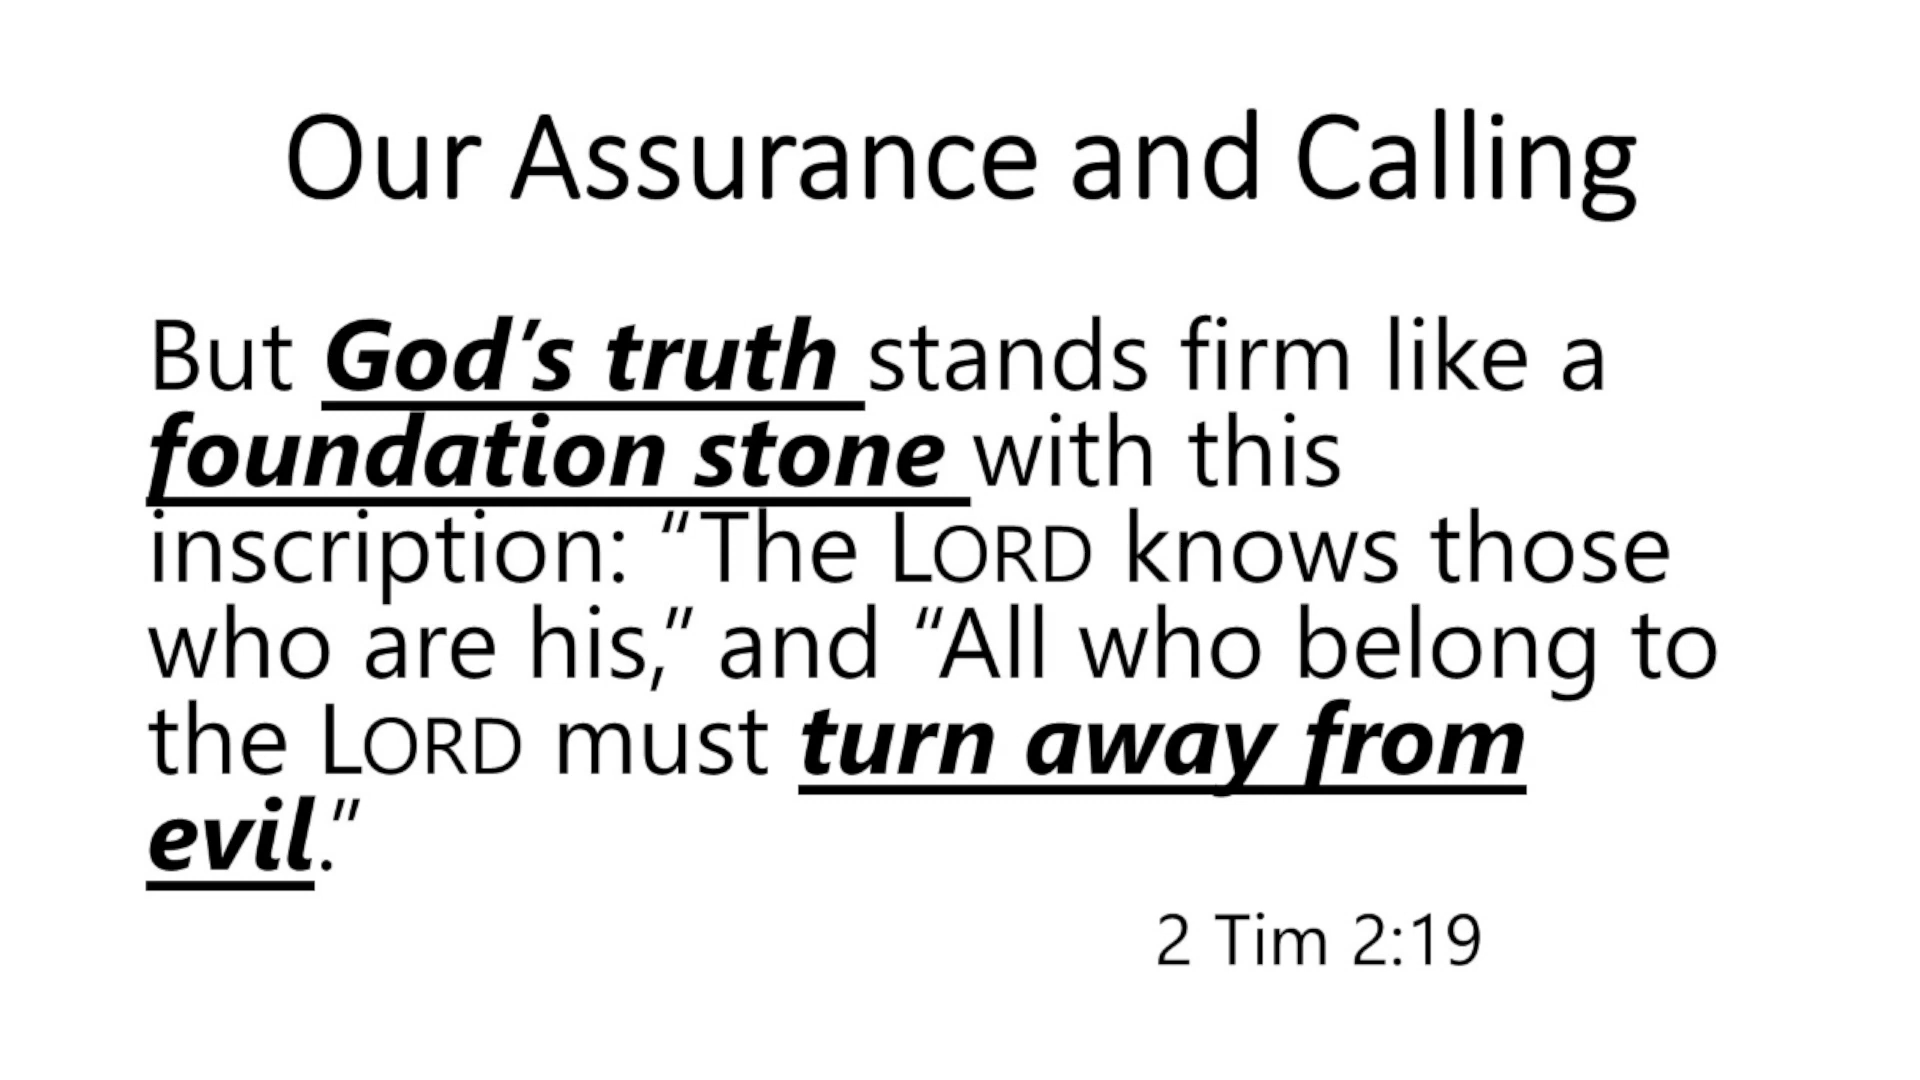 Our Assurance and Calling
But God’s truth stands firm like a
foundation stone with this
inscription: “The LORD knows those
who are his,” and “All who belong to
the LORD must turn away from
evil.”
2 Tim 2:19